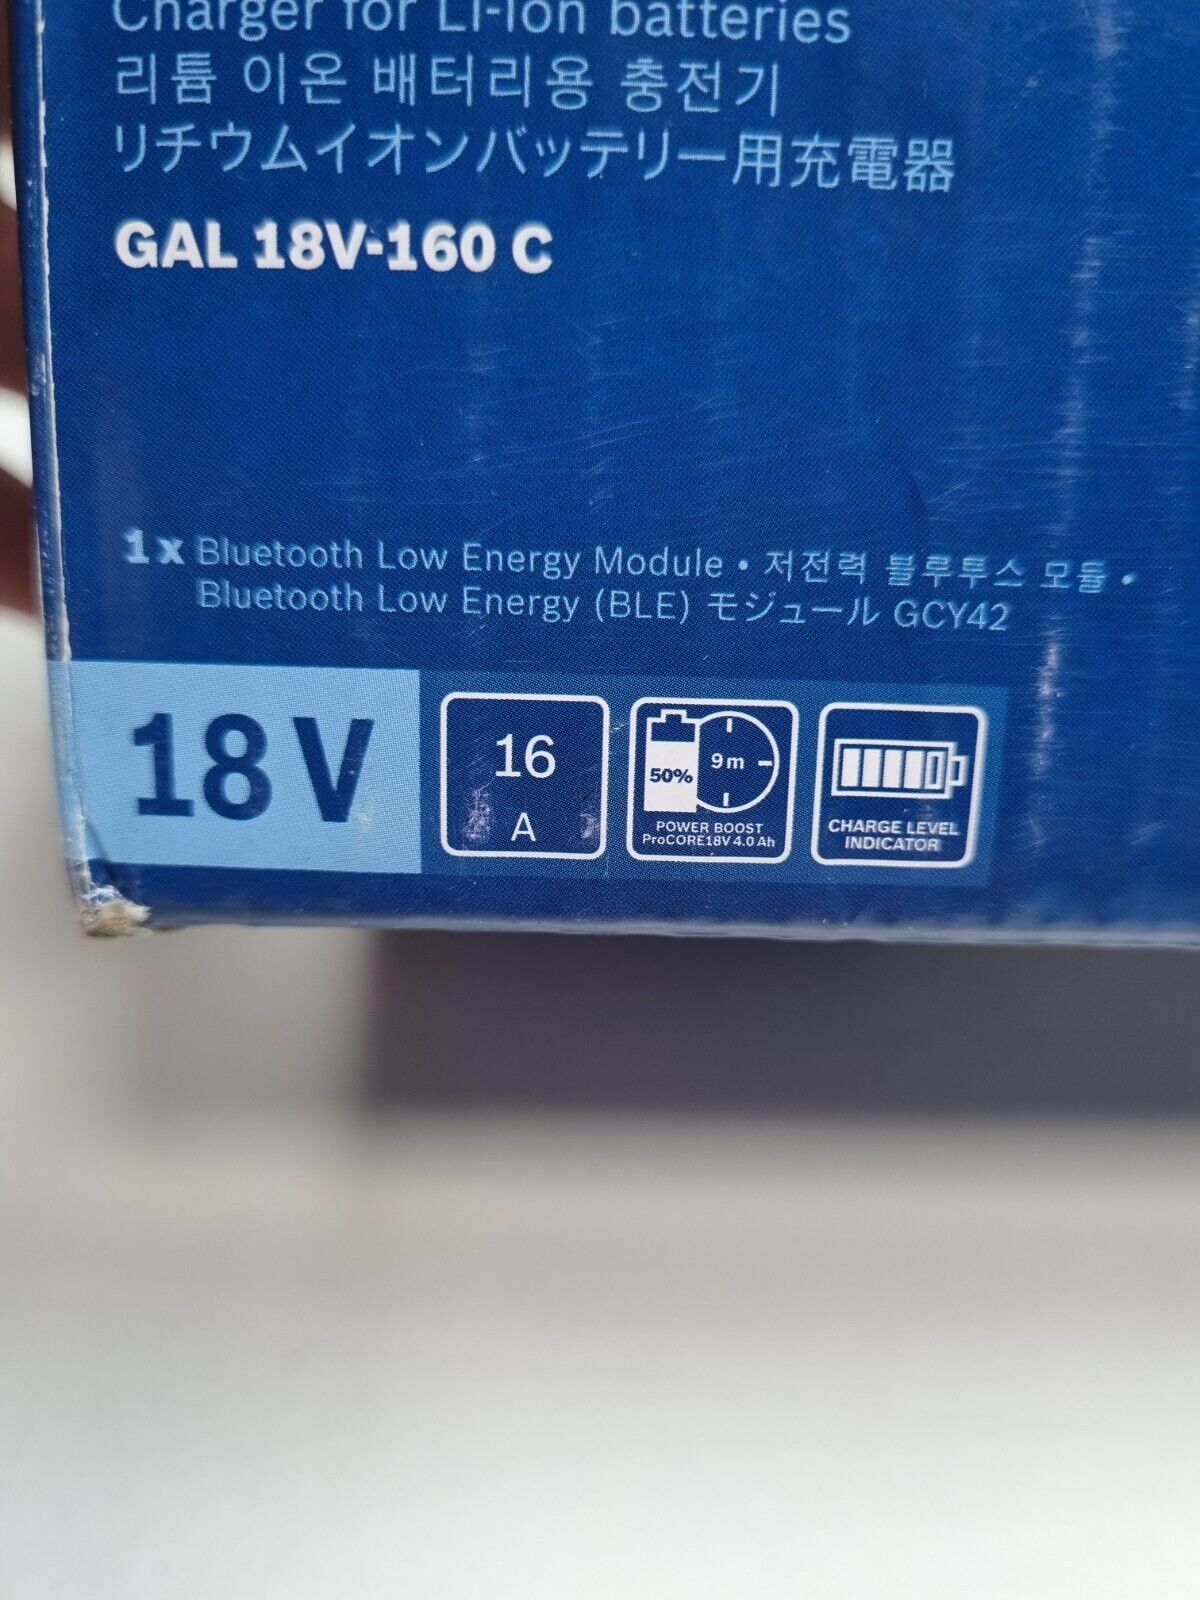 Charger for Li-Ion batteries
리튬 이온 배터리용 충전기
リチウムイオンバッテリー用充電器
GAL 18V-160 C
1x Bluetooth Low Energy Module • 저전력 블루투스 모듈 •
Bluetooth Low Energy (BLE) モジュール GCY42
18V
16
A
50%
9m
POWER BOOST
ProCORE18V 4.0 Ah
CHARGE LEVEL
INDICATOR